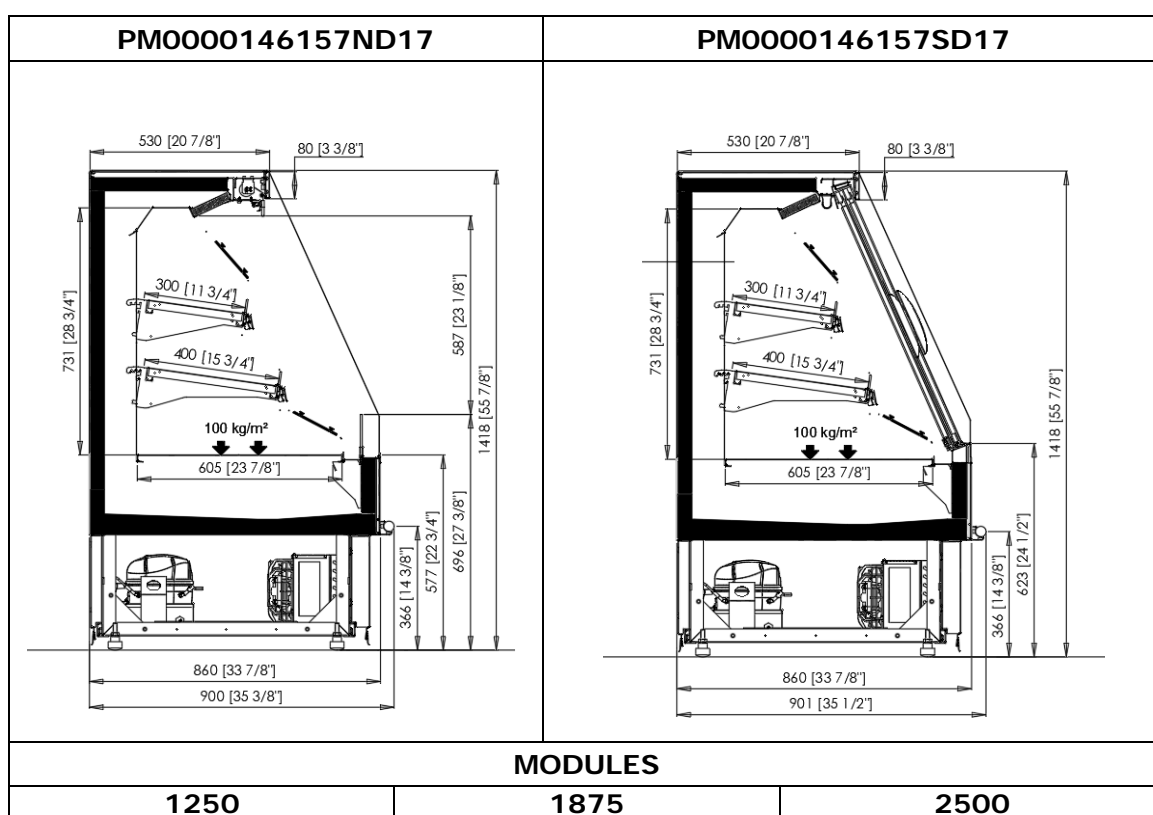 PM0000146157ND17
PM0000146157SD17
530 [20 7/8"]
80 [3 3/8"]
731 [28 3/4"]
300 [11 3/4"]
400 [15 3/4"]
100 kg/m²
605 [23 7/8"]
587 [23 1/8"]
1418 [55 7/8"]
366 [14 3/8"]
577 [22 3/4"]
696 [27 3/8"]
860 [33 7/8"]
900 [35 3/8"]
530 [20 7/8"]
80 [3 3/8"]
731 [28 3/4"]
300 [11 3/4"]
400 [15 3/4"]
100 kg/m²
605 [23 7/8"]
1418 [55 7/8"]
366 [14 3/8"]
623 [24 1/2"]
860 [33 7/8"]
901 [35 1/2"]
MODULES
1250
1875
2500